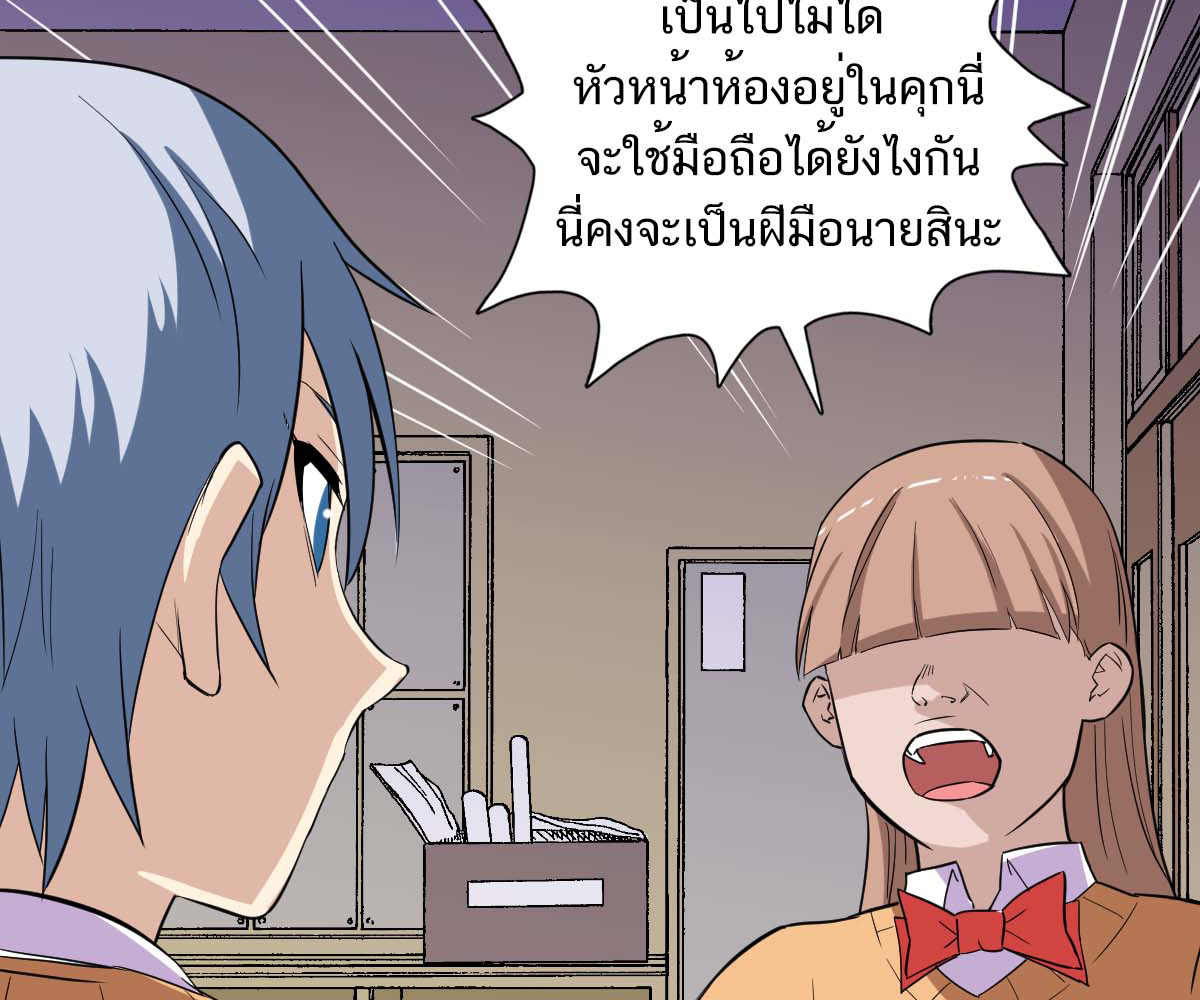 เป็นไปไม่ได้
หัวหน้าห้องอยู่ในคุกนี่
จะใช้มือถือได้ยังไงกัน
นี่คงจะเป็นฝีมือนายสินะ